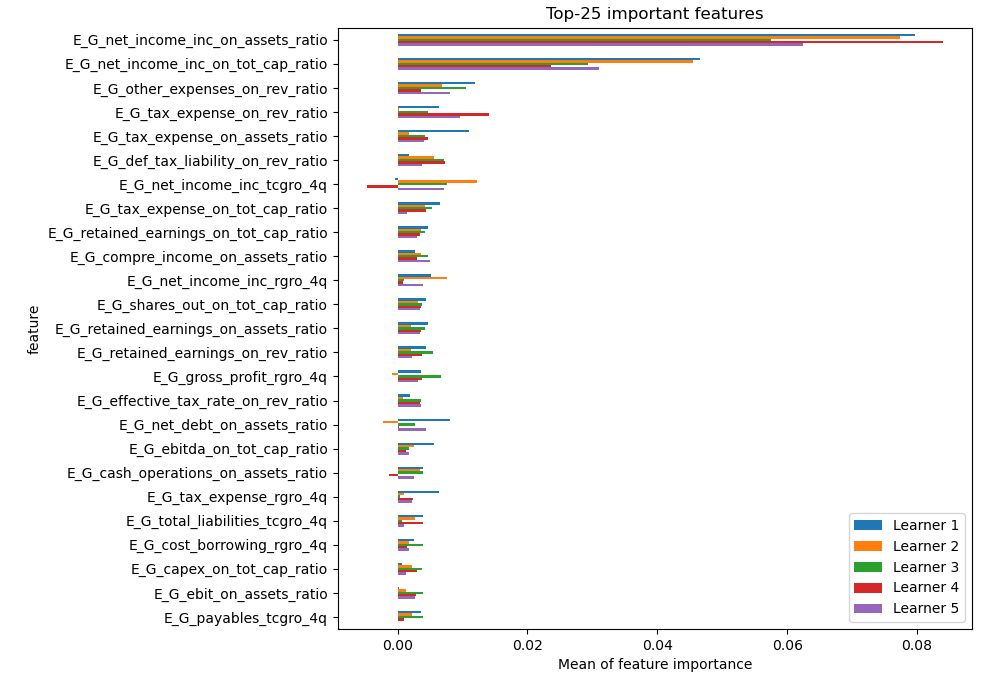 Top-25 important features
E_G_net_income_inc_on_assets_ratio
E_G_net_income_inc_on_tot_cap_ratio
E_G_other_expenses_on_rev_ratio
E_G_tax_expense_on_rev_ratio
E_G_tax_expense_on_assets_ratio
E_G_def_tax_liability_on_rev_ratio
E_G_net_income_inc_tcgro_4q
E_G_tax_expense_on_tot_cap_ratio
E_G_retained_earnings_on_tot_cap_ratio
E_G_compre_income_on_assets_ratio
E_G_net_income_inc_rgro_4q
E_G_shares_out_on_tot_cap_ratio
E_G_retained_earnings_on_assets_ratio
E_G_retained_earnings_on_rev_ratio
E_G_gross_profit_rgro_4q
E_G_effective_tax_rate_on_rev_ratio
E_G_net_debt_on_assets_ratio
E_G_ebitda_on_tot_cap_ratio
E_G_cash_operations_on_assets_ratio
E_G_tax_expense_rgro_4q
E_G_total_liabilities_tcgro_4q
E_G_cost_borrowing_rgro_4q
E_G_capex_on_tot_cap_ratio
E_G_ebit_on_assets_ratio
E_G_payables_tcgro_4q
feature
Learner 1
Learner 2
Learner 3
Learner 4
Learner 5
0.00 0.02 0.04 0.06 0.08
Mean of feature importance